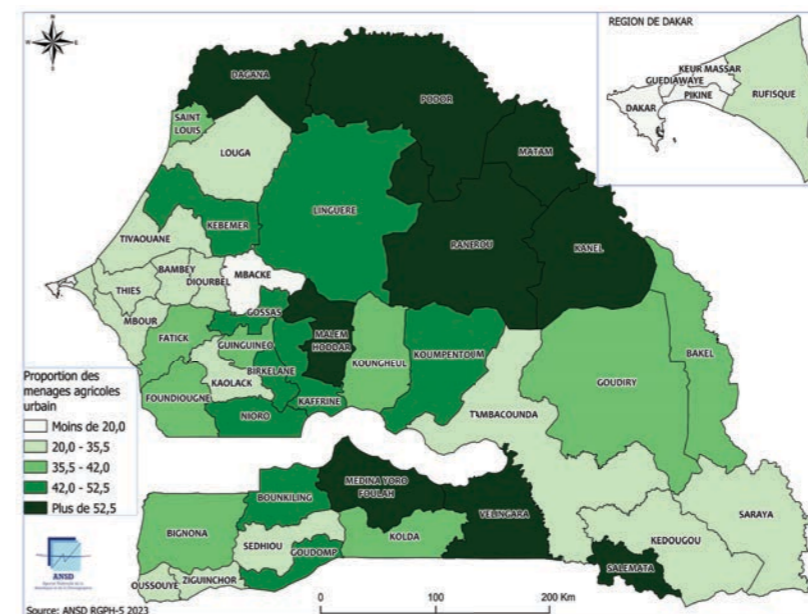 REGION DE DAKAR
KEUR MASSAR
GUEDIAWAYE
PIKINE
DAKAR
RUFISQUE
DAGANA
PODOR
SAINT
LOUIS
LOUGA
MATAM
LINGUERE
KEBEMER
RANEROU
KANEL
TIVAOUANE
BAMBEY
MBACKE
DIOURBEL
THIES
GOSSAS
MBOUR
MALEM
HODDAR
FATICK
GUINGUINEO
KOUNGHEUL
KOUMPENTOUM
BAKEL
BIRKELANE
GOUDIRY
KAOLACK
KAFFRINE
FOUNDIOUGNE
NIORO
TAMBACOUNDA
Proportion des
menages agricoles
urbain
Moins de 20,0
20,0 - 35,5
35,5 - 42,0
42,0 - 52,5
Plus de 52,5
MEDINA YORO
FOULAH
BOUNKILING
VELINGARA
BIGNONA
SEDHIOU
KOLDA
GOUDOMP
SARAYA
KEDOUGOU
SALEMATA
OUSSOUYE
ZIGUINCHOR
ANSD
0 100 200 Km
Source: ANSD RGPH-5 2023